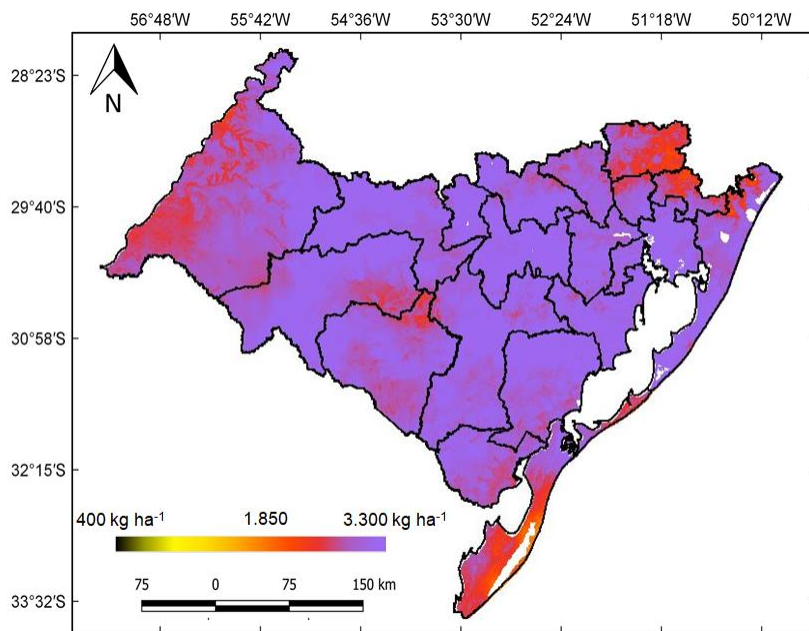 56°48'W 55°42'W 54°36'W 53°30'W 52°24'W 51°18'W 50°12'W
28°23'S
N
29°40'S
30°58'S
32°15'S
400 kg ha⁻¹ 1.850 3.300 kg ha⁻¹
75 0 75 150 km
33°32'S